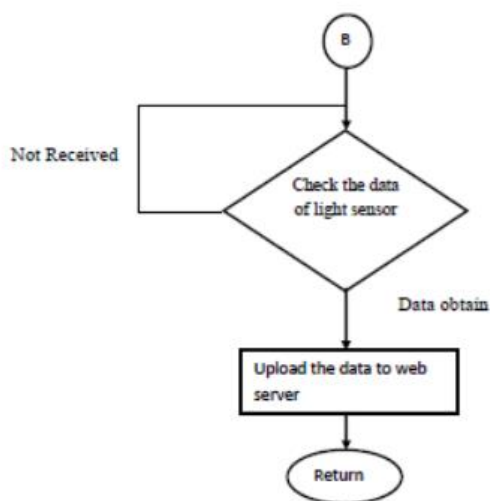 B
Not Received
Check the data
of light sensor
Data obtain
Upload the data to web
server
Return